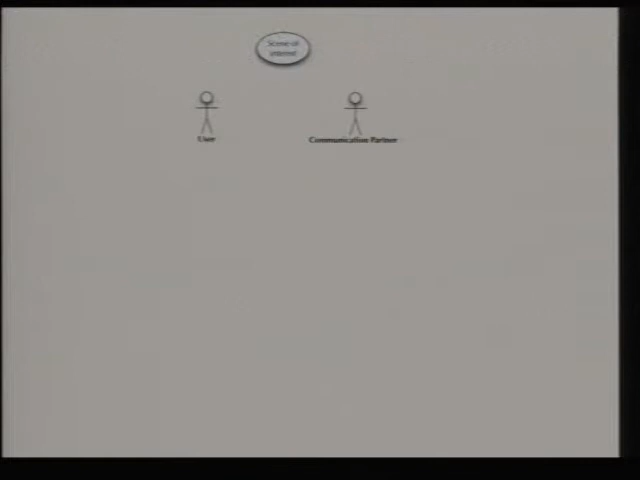 Scene of
interest
User
Communication Partner